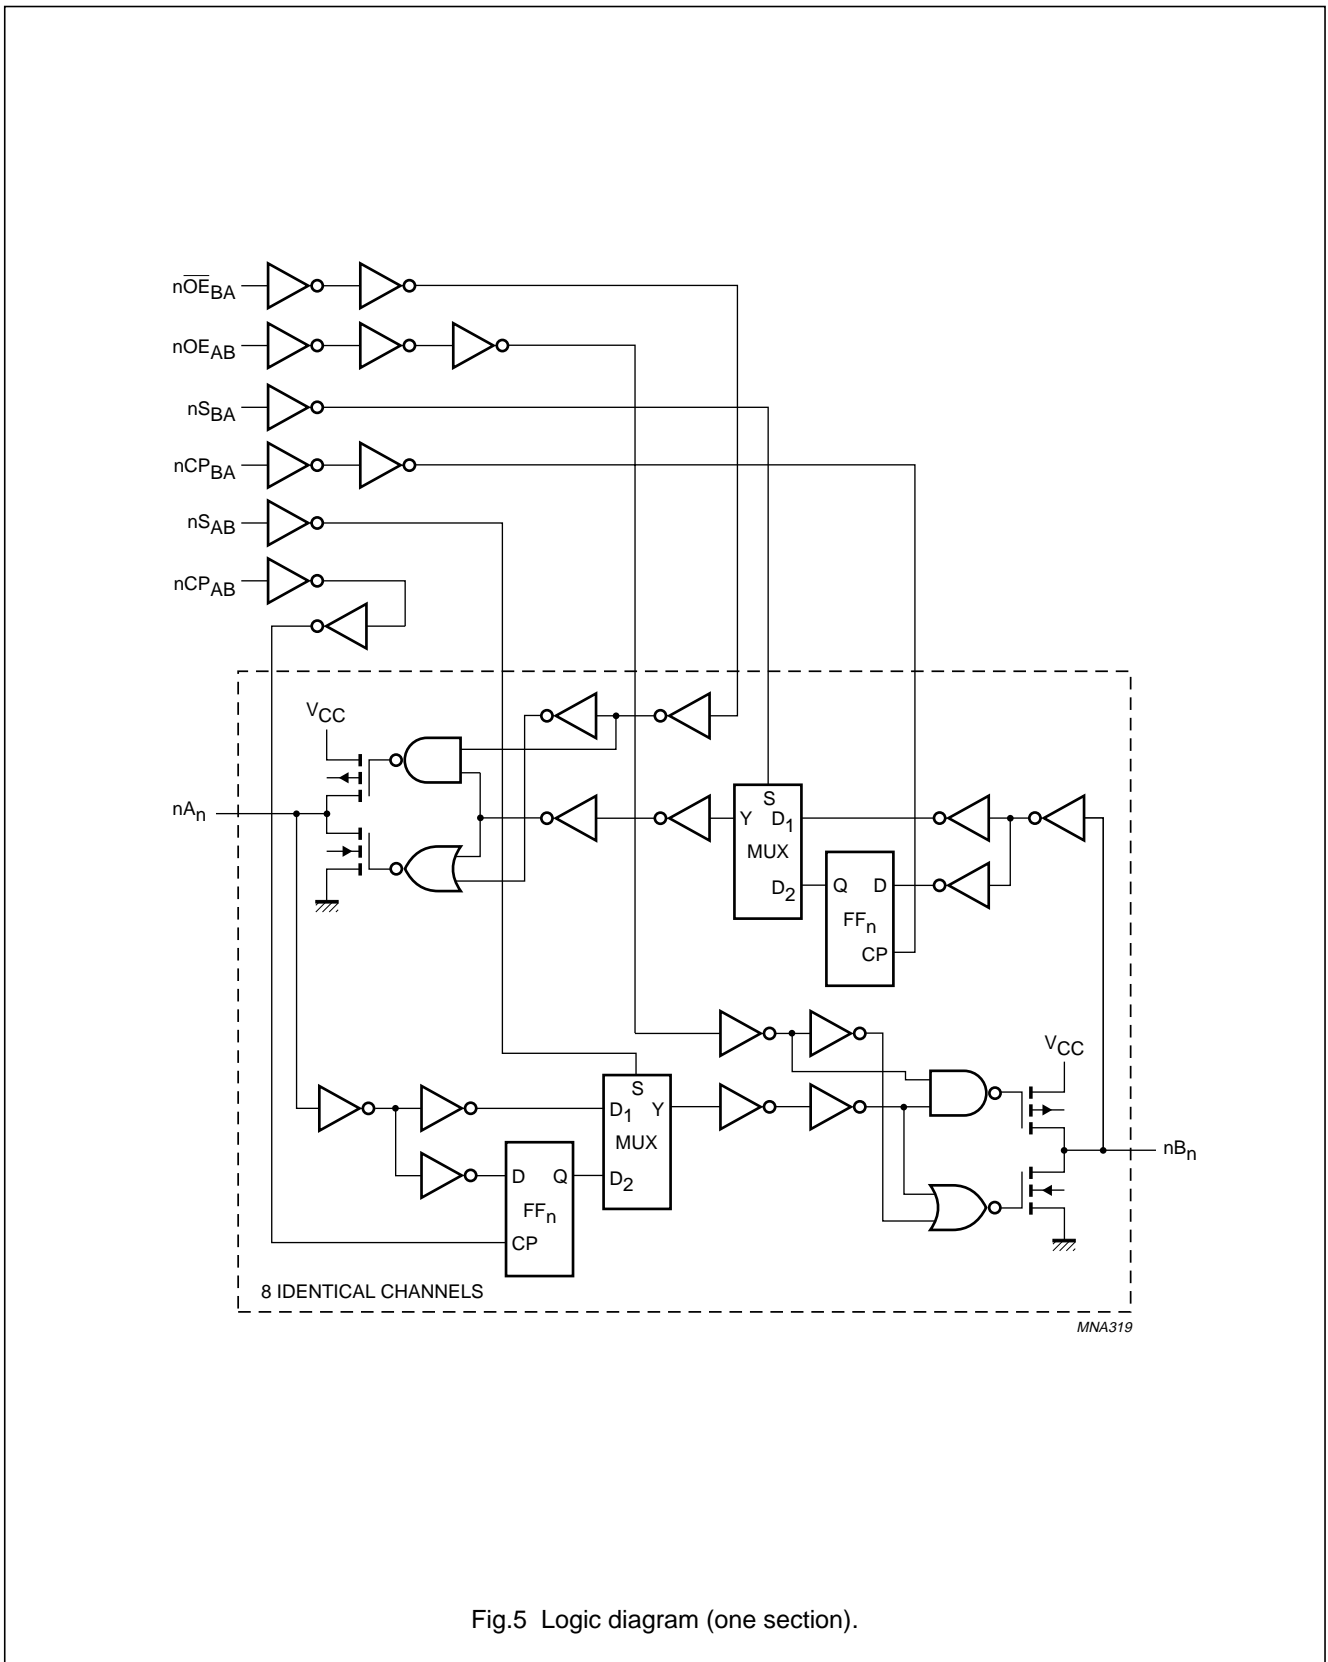 nOE̅BA
nOEAB
nSBA
nCPBA
nSAB
nCPAB
VCC
nAn
S
Y D1
MUX
D2
Q D
FFn
CP
VCC
S
D1 Y
MUX
D2
D Q
FFn
CP
nBn
8 IDENTICAL CHANNELS
MNA319
Fig.5 Logic diagram (one section).